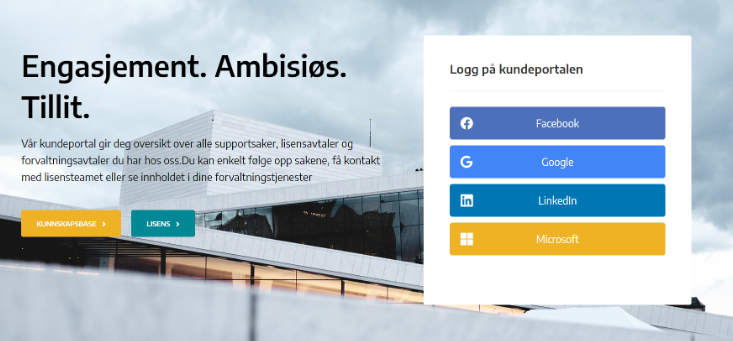 Engasjement. Ambisiøs.
Tillit.
Vår kundeportal gir deg oversikt over alle supportsaker, lisensavtaler og
forvaltningsavtaler du har hos oss.Du kan enkelt følge opp sakene, få kontakt
med lisensteamet eller se innholdet i dine forvaltningstjenester
KUNNSKAPSBASE >
LISENS >
Logg på kundeportalen
Facebook
Google
LinkedIn
Microsoft